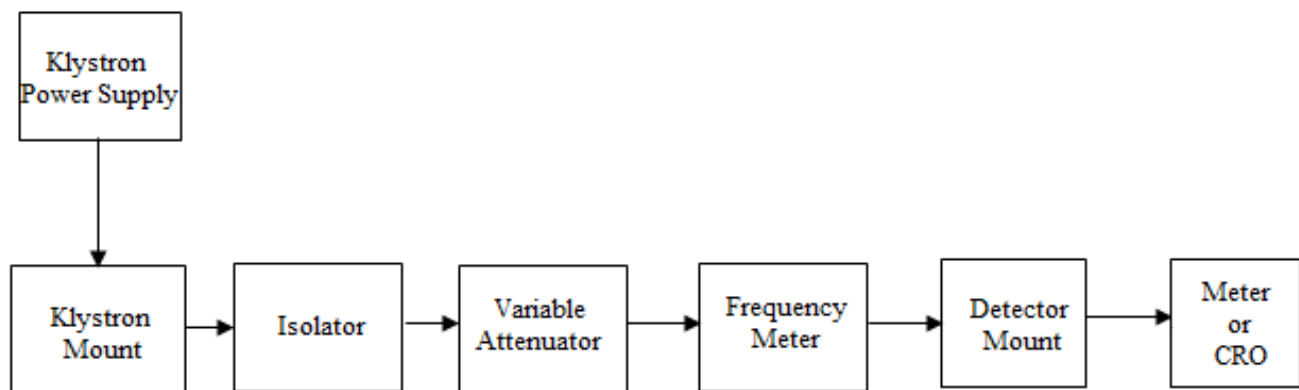 Klystron
Power Supply
Klystron
Mount
Isolator
Variable
Attenuator
Frequency
Meter
Detector
Mount
Meter
or
CRO